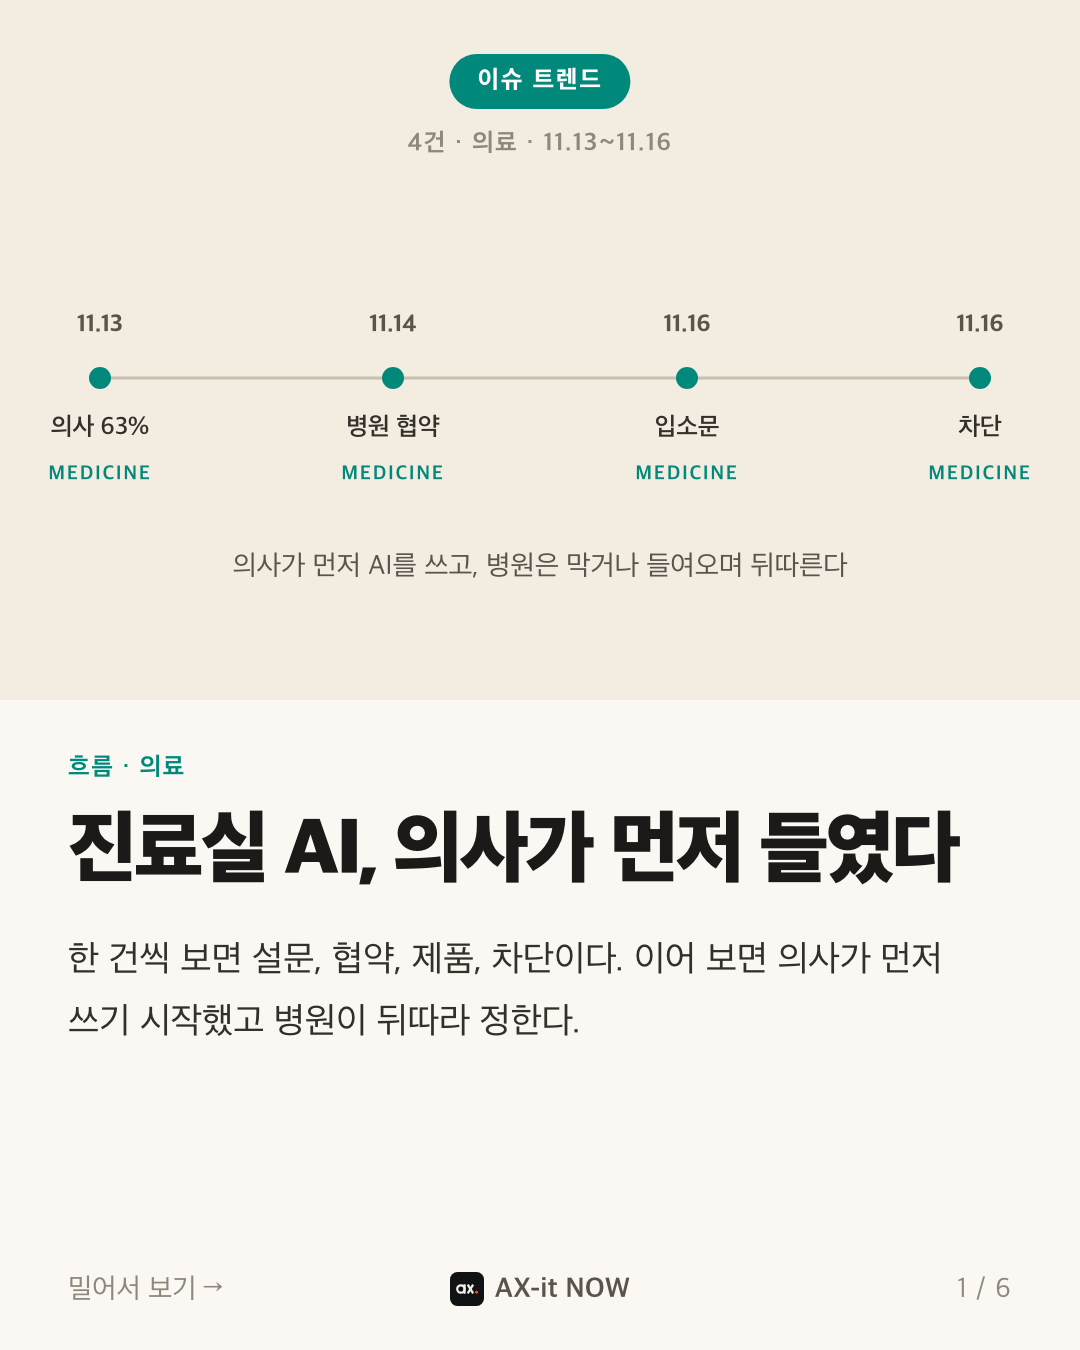 이슈 트렌드
4건 · 의료 · 11.13~11.16
11.13 11.14 11.16 11.16
의사 63% 병원 협약 입소문 차단
MEDICINE MEDICINE MEDICINE MEDICINE
의사가 먼저 AI를 쓰고, 병원은 막거나 들여오며 뒤따른다
흐름 · 의료
진료실 AI, 의사가 먼저 들였다
한 건씩 보면 설문, 협약, 제품, 차단이다. 이어 보면 의사가 먼저
쓰기 시작했고 병원이 뒤따라 정한다.
밀어서 보기 → ax. AX-it NOW 1 / 6